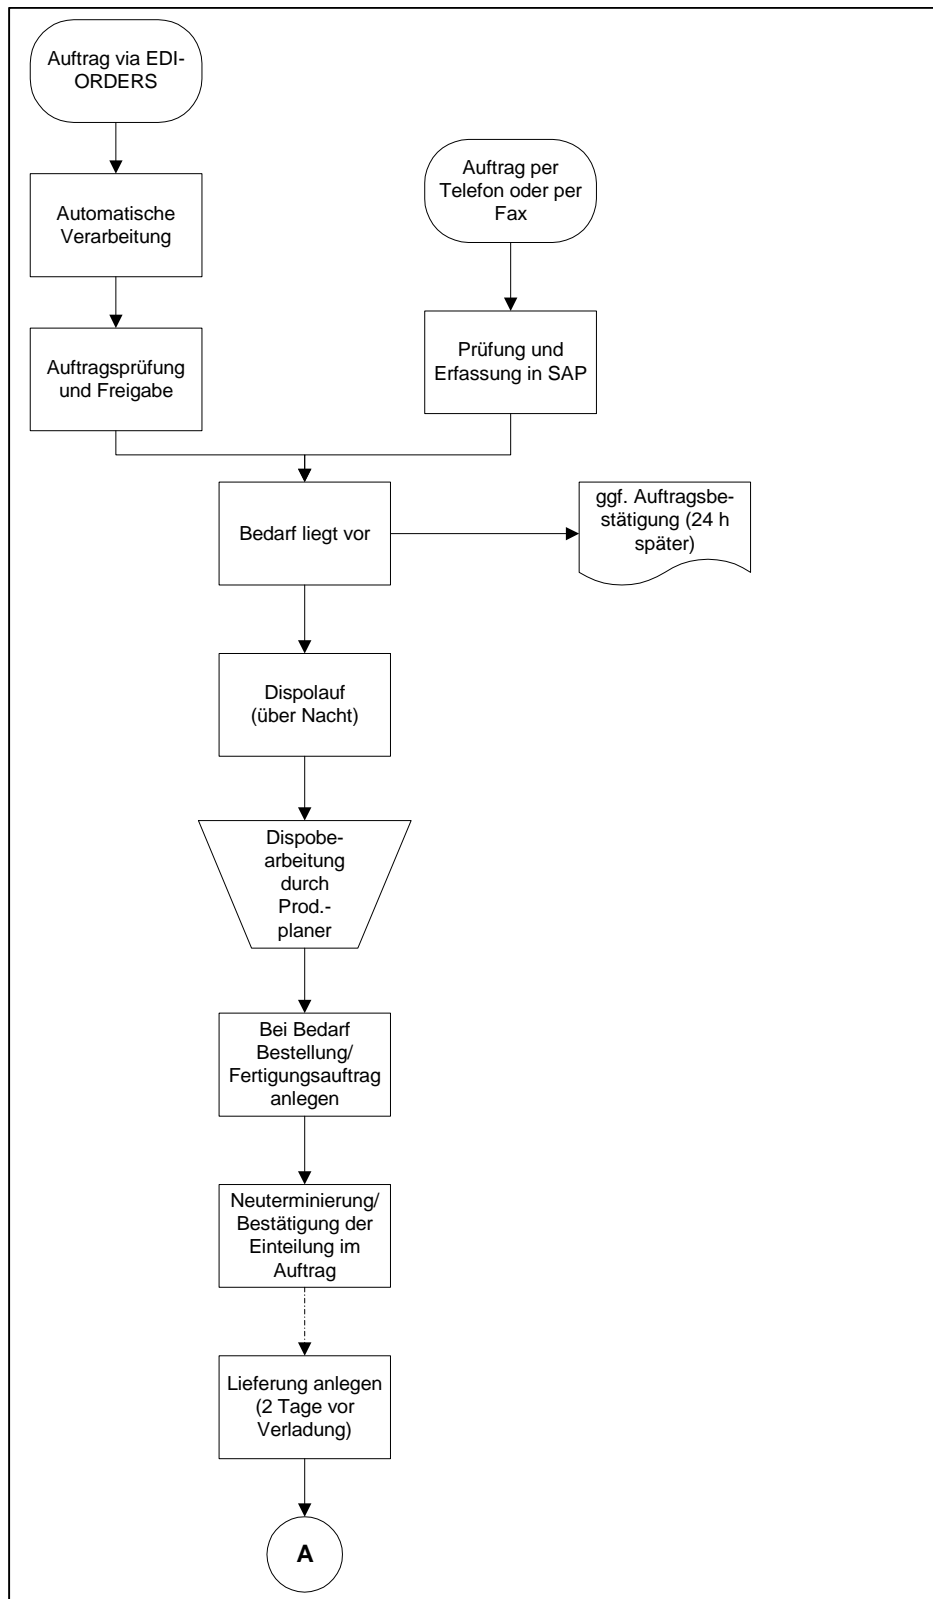 Auftrag via EDI-
ORDERS
Auftrag per
Telefon oder per
Fax
Automatische
Verarbeitung
Prüfung und
Erfassung in SAP
Auftragsprüfung
und Freigabe
Bedarf liegt vor
ggf. Auftragsbe-
stätigung (24 h
später)
Dispolauf
(über Nacht)
Dispobe-
arbeitung
durch
Prod.-
planer
Bei Bedarf
Bestellung/
Fertigungsauftrag
anlegen
Neuterminierung/
Bestätigung der
Einteilung im
Auftrag
Lieferung anlegen
(2 Tage vor
Verladung)
A